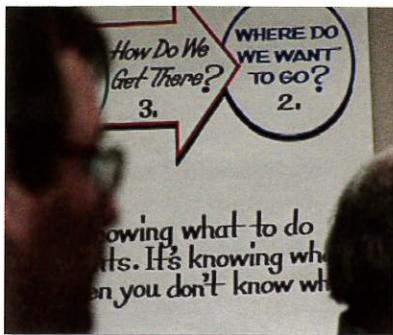 How Do We
Get There?
3.
WHERE DO
WE WANT
TO GO?
2.
owing what to do
ts. It's knowing wh
en you don't know wh